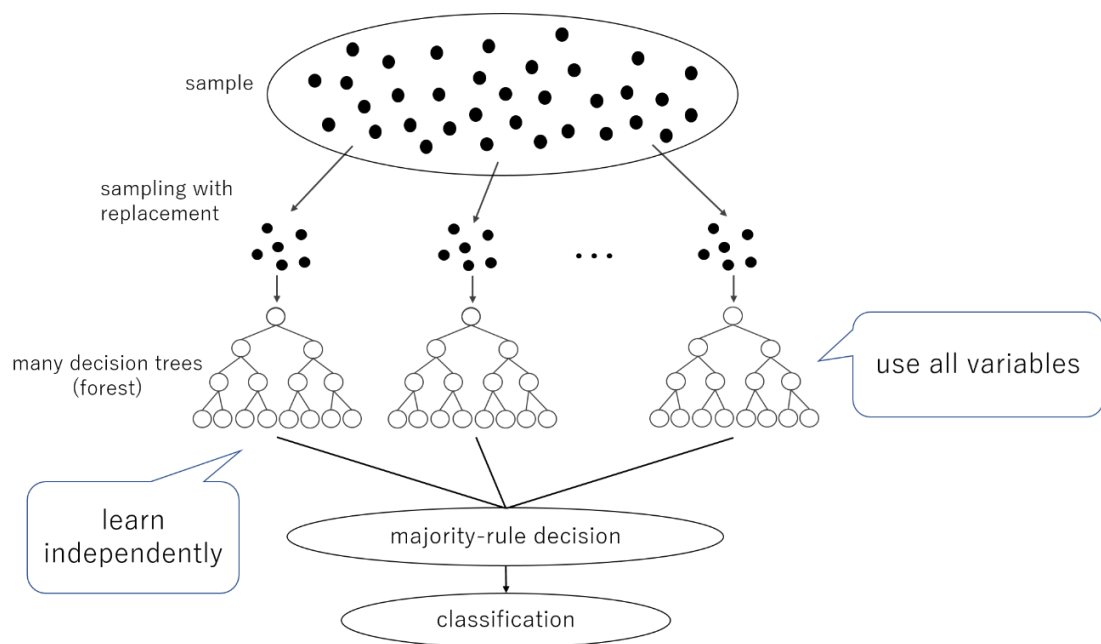 sample
sampling with
replacement
...
many decision trees
(forest)
use all variables
learn
independently
majority-rule decision
classification